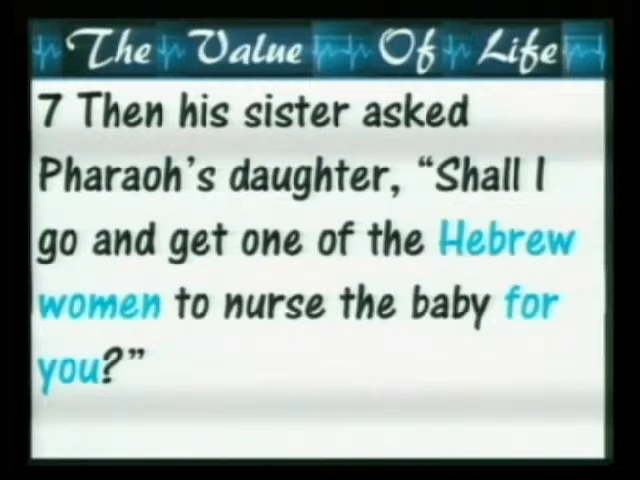 The Value Of Life
7 Then his sister asked
Pharaoh's daughter, “Shall I
go and get one of the Hebrew
women to nurse the baby for
you?”